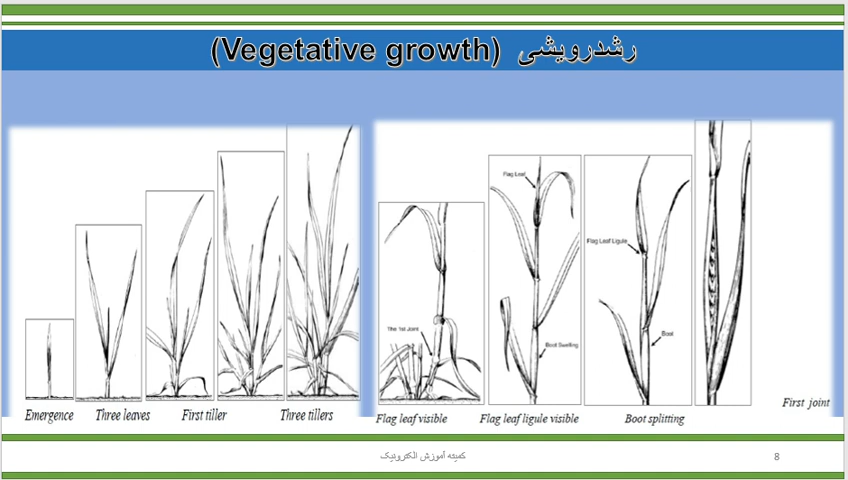 رشدرویشی (Vegetative growth)
Flag Leaf
Flag Leaf Ligule
The 1st Joint
Boot
Boot Swelling
Emergence
Three leaves
First tiller
Three tillers
Flag leaf visible
Flag leaf ligule visible
Boot splitting
First joint
کمیته آموزش الکترونیک
8